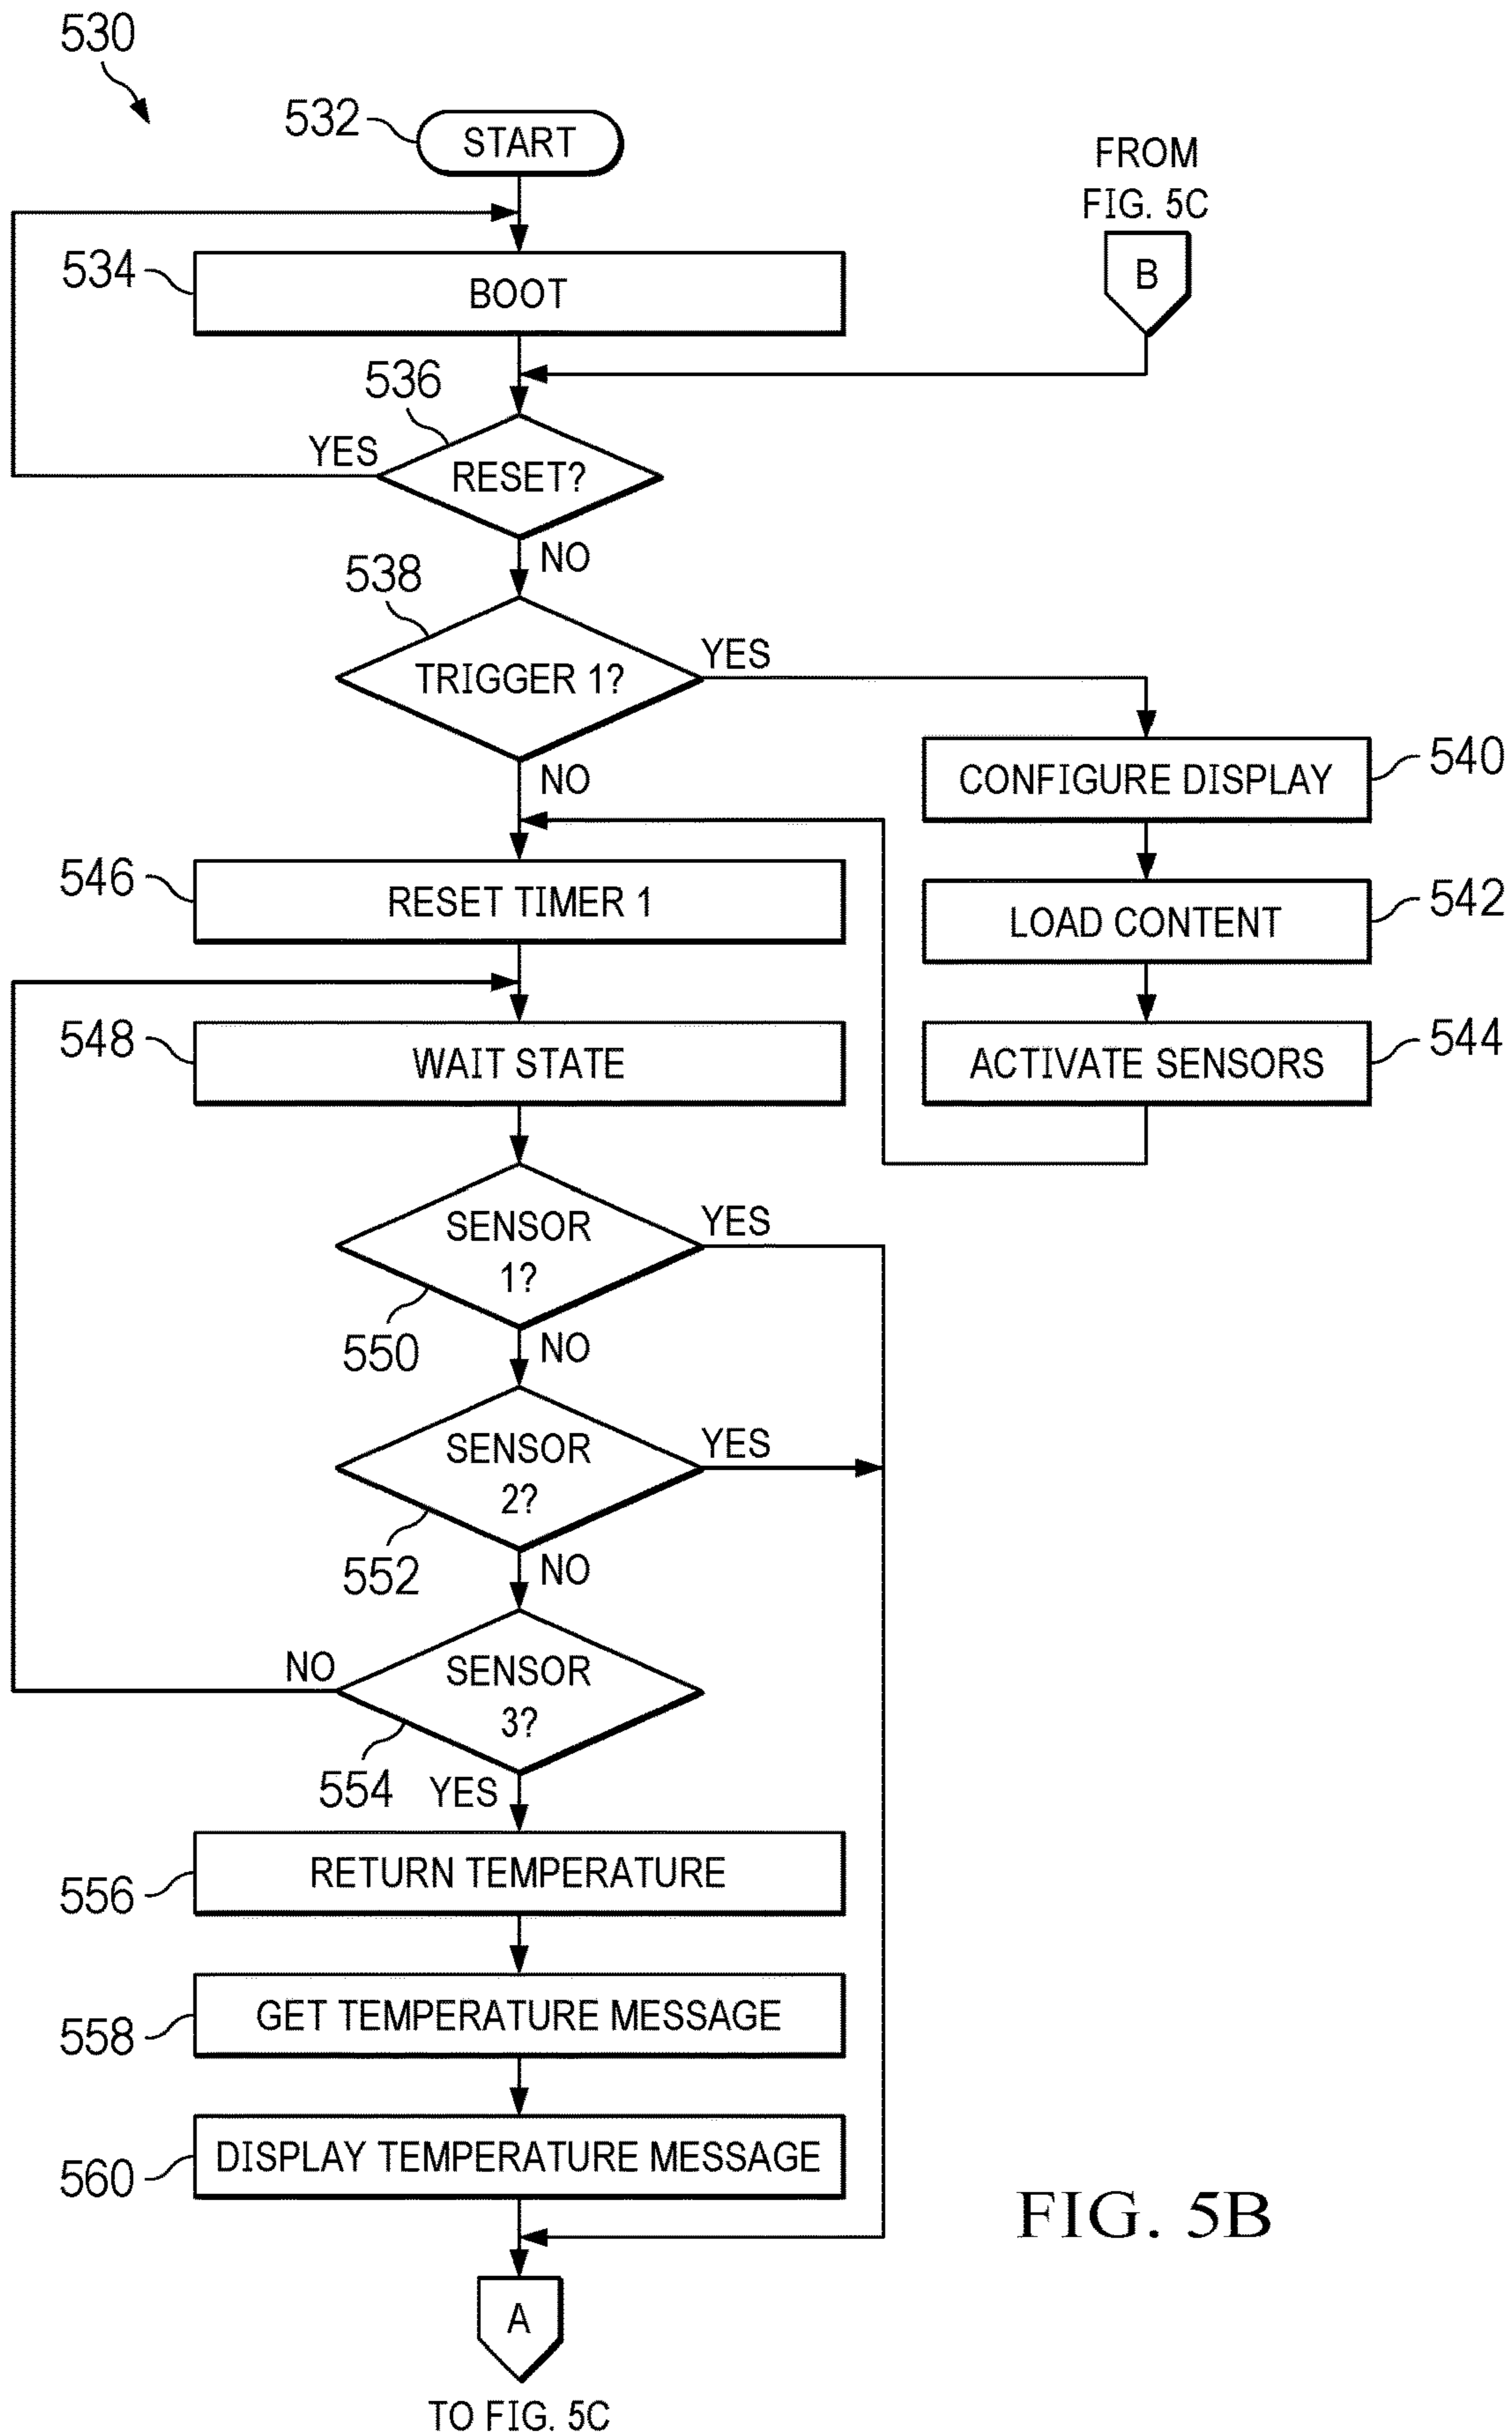 530
532
START
FROM
FIG. 5C
B
534
BOOT
536
YES
RESET?
NO
538
TRIGGER 1?
YES
NO
CONFIGURE DISPLAY
540
546
RESET TIMER 1
LOAD CONTENT
542
548
WAIT STATE
ACTIVATE SENSORS
544
SENSOR
1?
YES
550
NO
SENSOR
2?
YES
552
NO
NO
SENSOR
3?
554
YES
556
RETURN TEMPERATURE
558
GET TEMPERATURE MESSAGE
560
DISPLAY TEMPERATURE MESSAGE
FIG. 5B
A
TO FIG. 5C